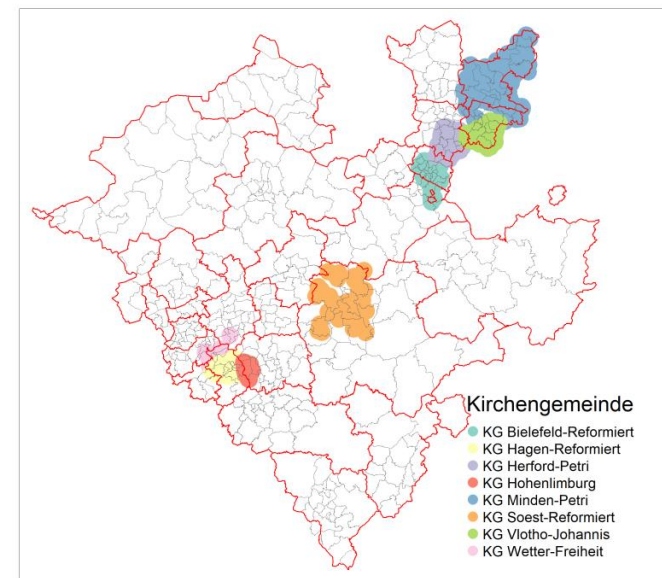 Kirchengemeinde
KG Bielefeld-Reformiert
KG Hagen-Reformiert
KG Herford-Petri
KG Hohenlimburg
KG Minden-Petri
KG Soest-Reformiert
KG Vlotho-Johannis
KG Wetter-Freiheit